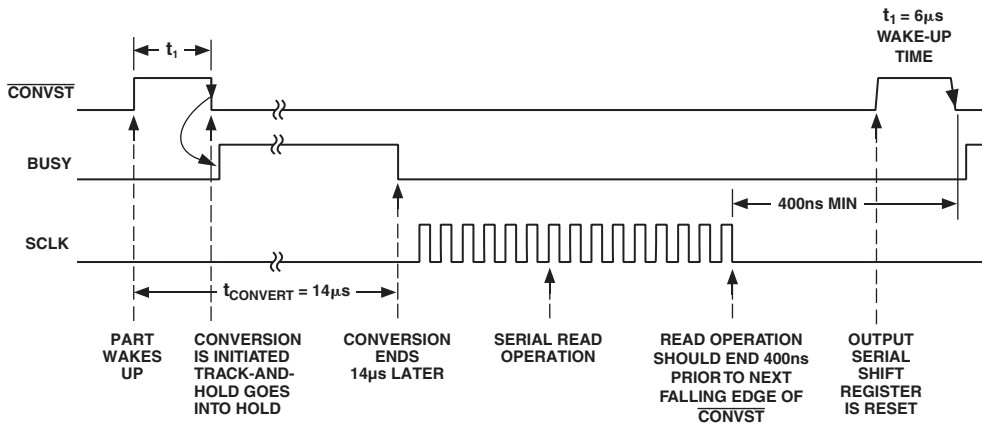 t1 = 6µs
WAKE-UP
TIME
t1
CONVST
BUSY
400ns MIN
SCLK
tCONVERT = 14µs
PART
WAKES
UP
CONVERSION
IS INITIATED
TRACK-AND-
HOLD GOES
INTO HOLD
CONVERSION
ENDS
14µs LATER
SERIAL READ
OPERATION
READ OPERATION
SHOULD END 400ns
PRIOR TO NEXT
FALLING EDGE OF
CONVST
OUTPUT
SERIAL
SHIFT
REGISTER
IS RESET